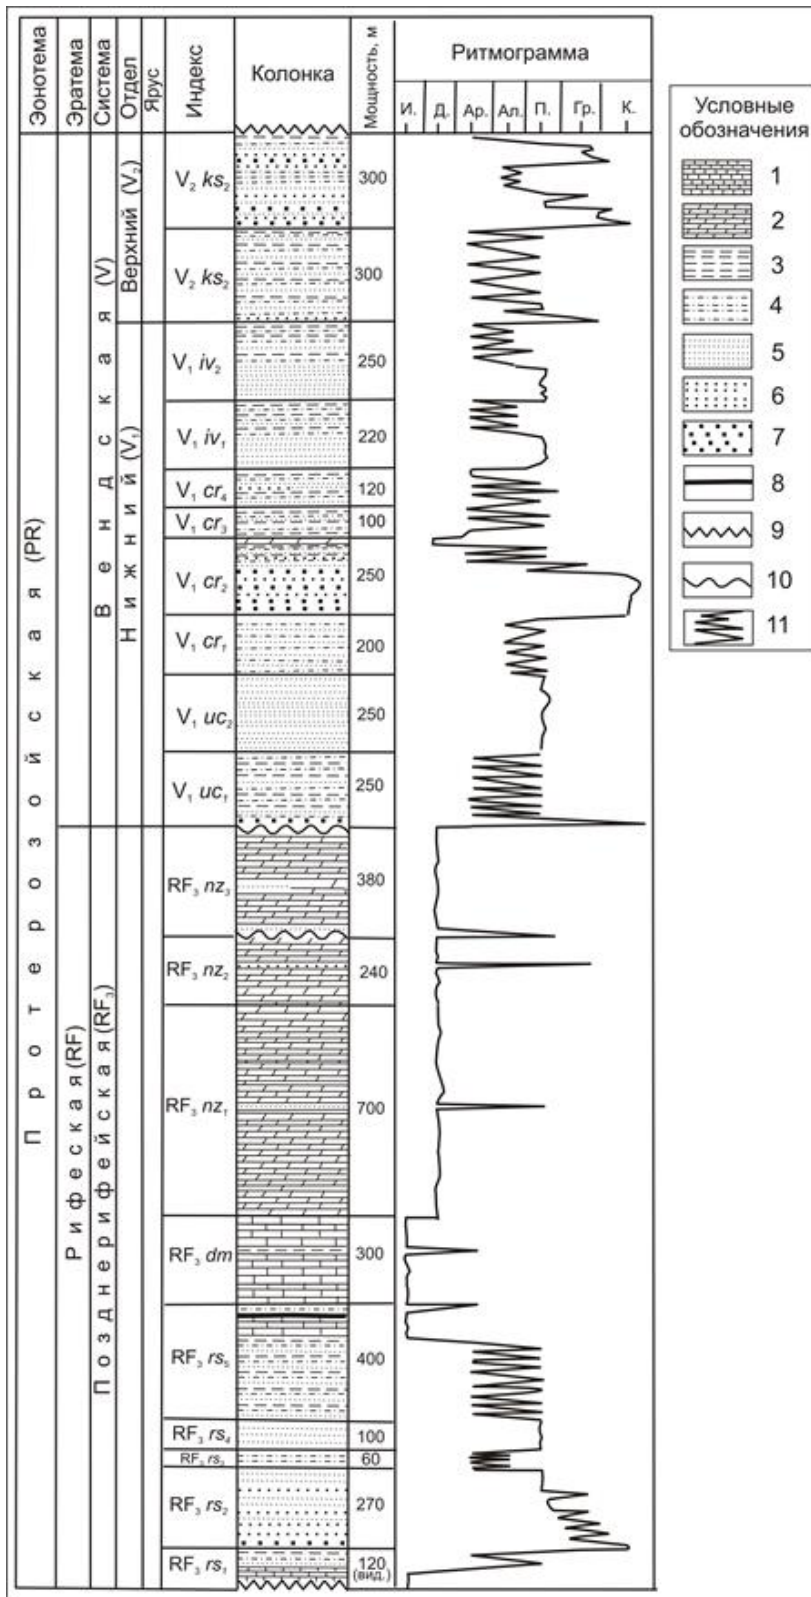 Эонотема
Эратема
Система
Отдел
Ярус
Индекс
Колонка
Мощность, м
Ритмограмма
И. Д. Ар. Ал. П. Гр. К.
Протерозойская (PR)
Рифеская (RF)
Вендская (V)
Позднерифейская (RF₃)
Верхний (V₂)
Нижний (V₁)
V₂ ks₂ 300
V₂ ks₂ 300
V₁ iv₂ 250
V₁ iv₁ 220
V₁ cr₄ 120
V₁ cr₃ 100
V₁ cr₂ 250
V₁ cr₁ 200
V₁ uc₂ 250
V₁ uc₁ 250
RF₃ nz₃ 380
RF₃ nz₂ 240
RF₃ nz₁ 700
RF₃ dm 300
RF₃ rs₅ 400
RF₃ rs₄ 100
RF₃ rs₃ 60
RF₃ rs₂ 270
RF₃ rs₁ 120
(вид.)
Условные
обозначения
1
2
3
4
5
6
7
8
9
10
11